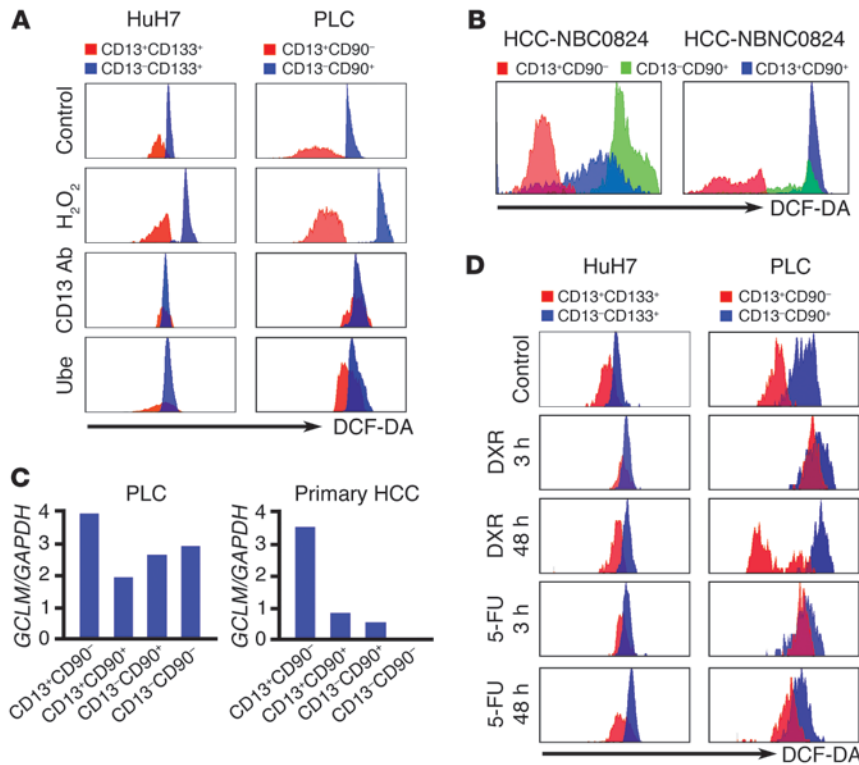 A
HuH7
PLC
CD13⁺CD133⁺
CD13⁻CD133⁺
CD13⁺CD90⁻
CD13⁻CD90⁺
Control
H₂O₂
CD13 Ab
Ube
DCF-DA
B
HCC-NBC0824
HCC-NBNC0824
CD13⁺CD90⁻
CD13⁻CD90⁺
CD13⁺CD90⁺
DCF-DA
C
PLC
GCLM/GAPDH
4
3
2
1
0
CD13⁺CD90⁻
CD13⁺CD90⁺
CD13⁻CD90⁺
CD13⁻CD90⁻
Primary HCC
GCLM/GAPDH
4
3
2
1
0
CD13⁺CD90⁻
CD13⁺CD90⁺
CD13⁻CD90⁺
CD13⁻CD90⁻
D
HuH7
PLC
CD13⁺CD133⁺
CD13⁻CD133⁺
CD13⁺CD90⁻
CD13⁻CD90⁺
Control
DXR
3 h
DXR
48 h
5-FU
3 h
5-FU
48 h
DCF-DA